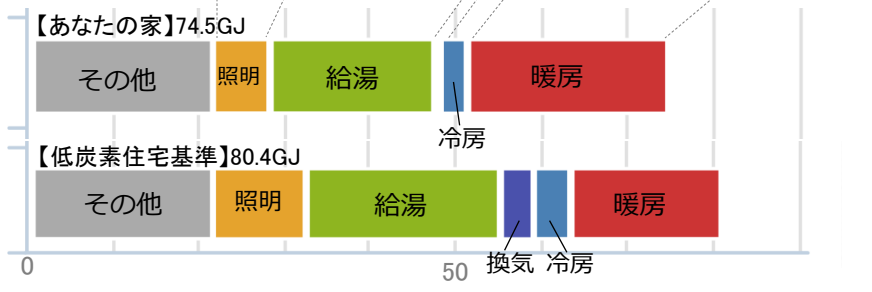 【あなたの家】74.5GJ
その他 照明 給湯 暖房
冷房
【低炭素住宅基準】80.4GJ
その他 照明 給湯 暖房
換気 冷房
0 50